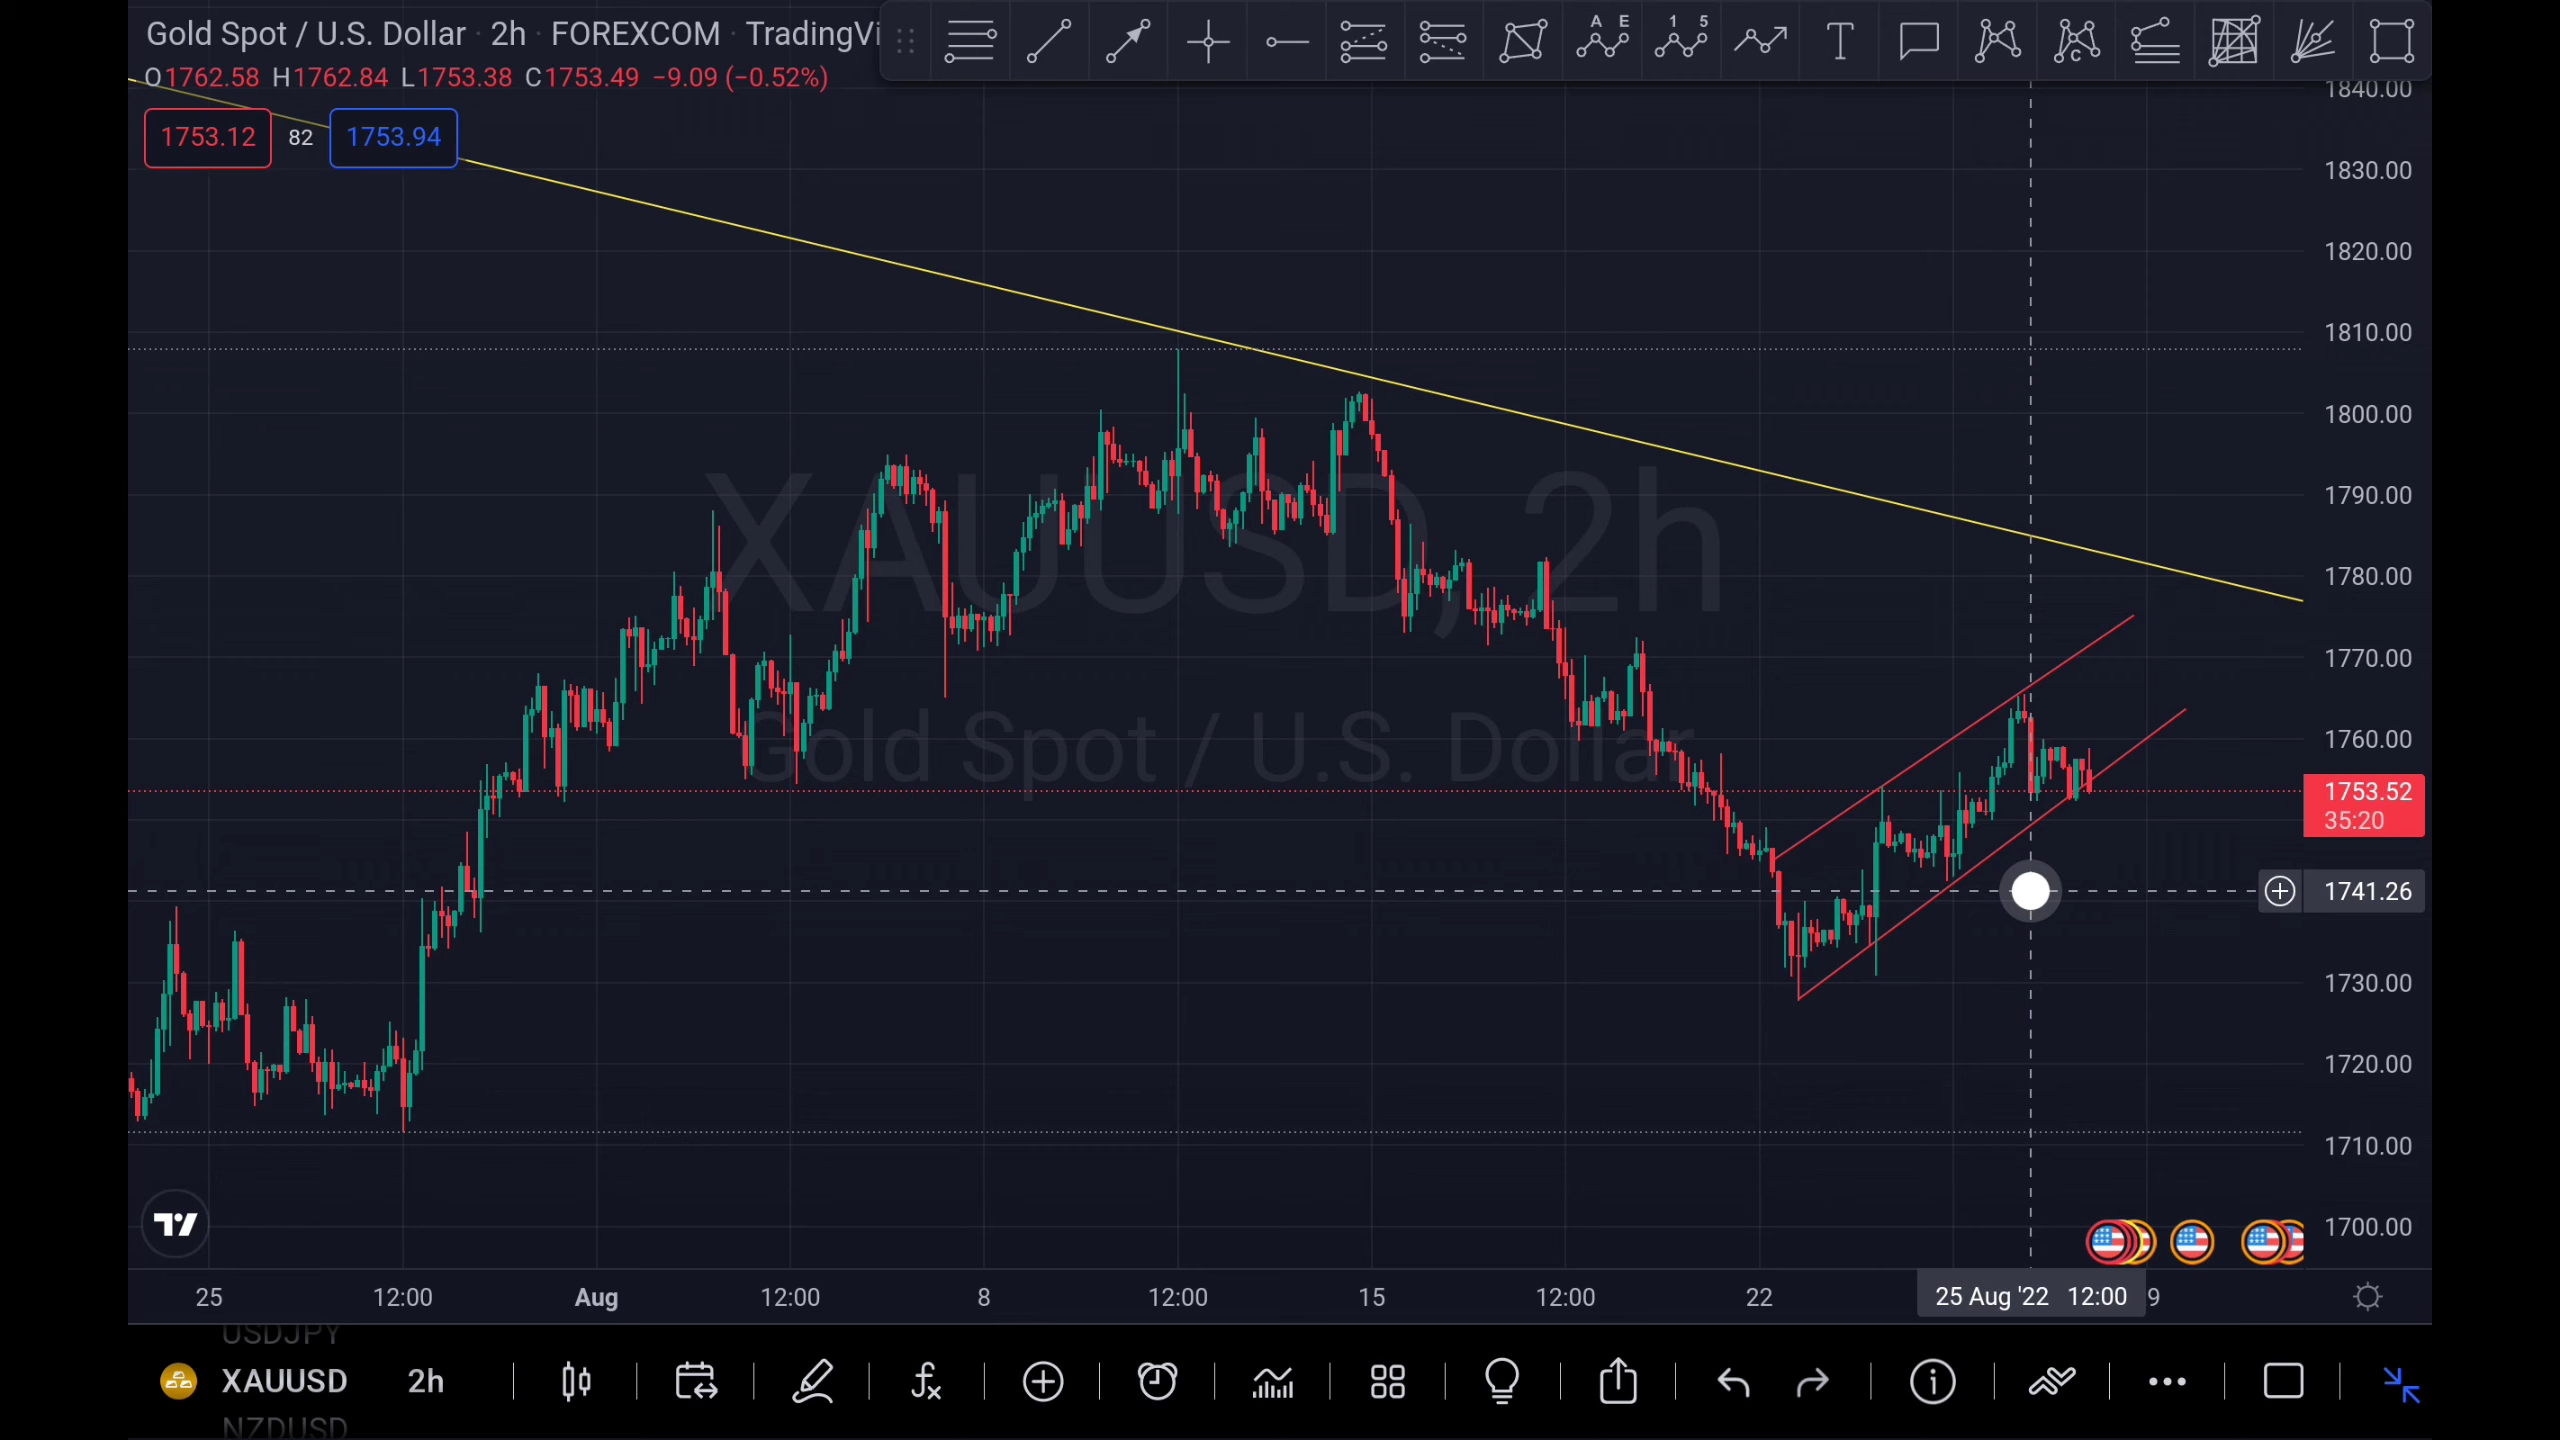 Gold Spot / U.S. Dollar · 2h · FOREXCOM · TradingVi
O1762.58 H1762.84 L1753.38 C1753.49 −9.09 (−0.52%)
1753.12 82 1753.94
A E
1 5
T
C
1840.00
1830.00
1820.00
1810.00
1800.00
1790.00
1780.00
1770.00
1760.00
1753.52
35:20
1741.26
1730.00
1720.00
1710.00
1700.00
XAUUSD, 2h
Gold Spot / U.S. Dollar
25 12:00 Aug 12:00 8 12:00 15 12:00 22 25 Aug '22 12:00 9
USDJPY
XAUUSD 2h
NZDUSD